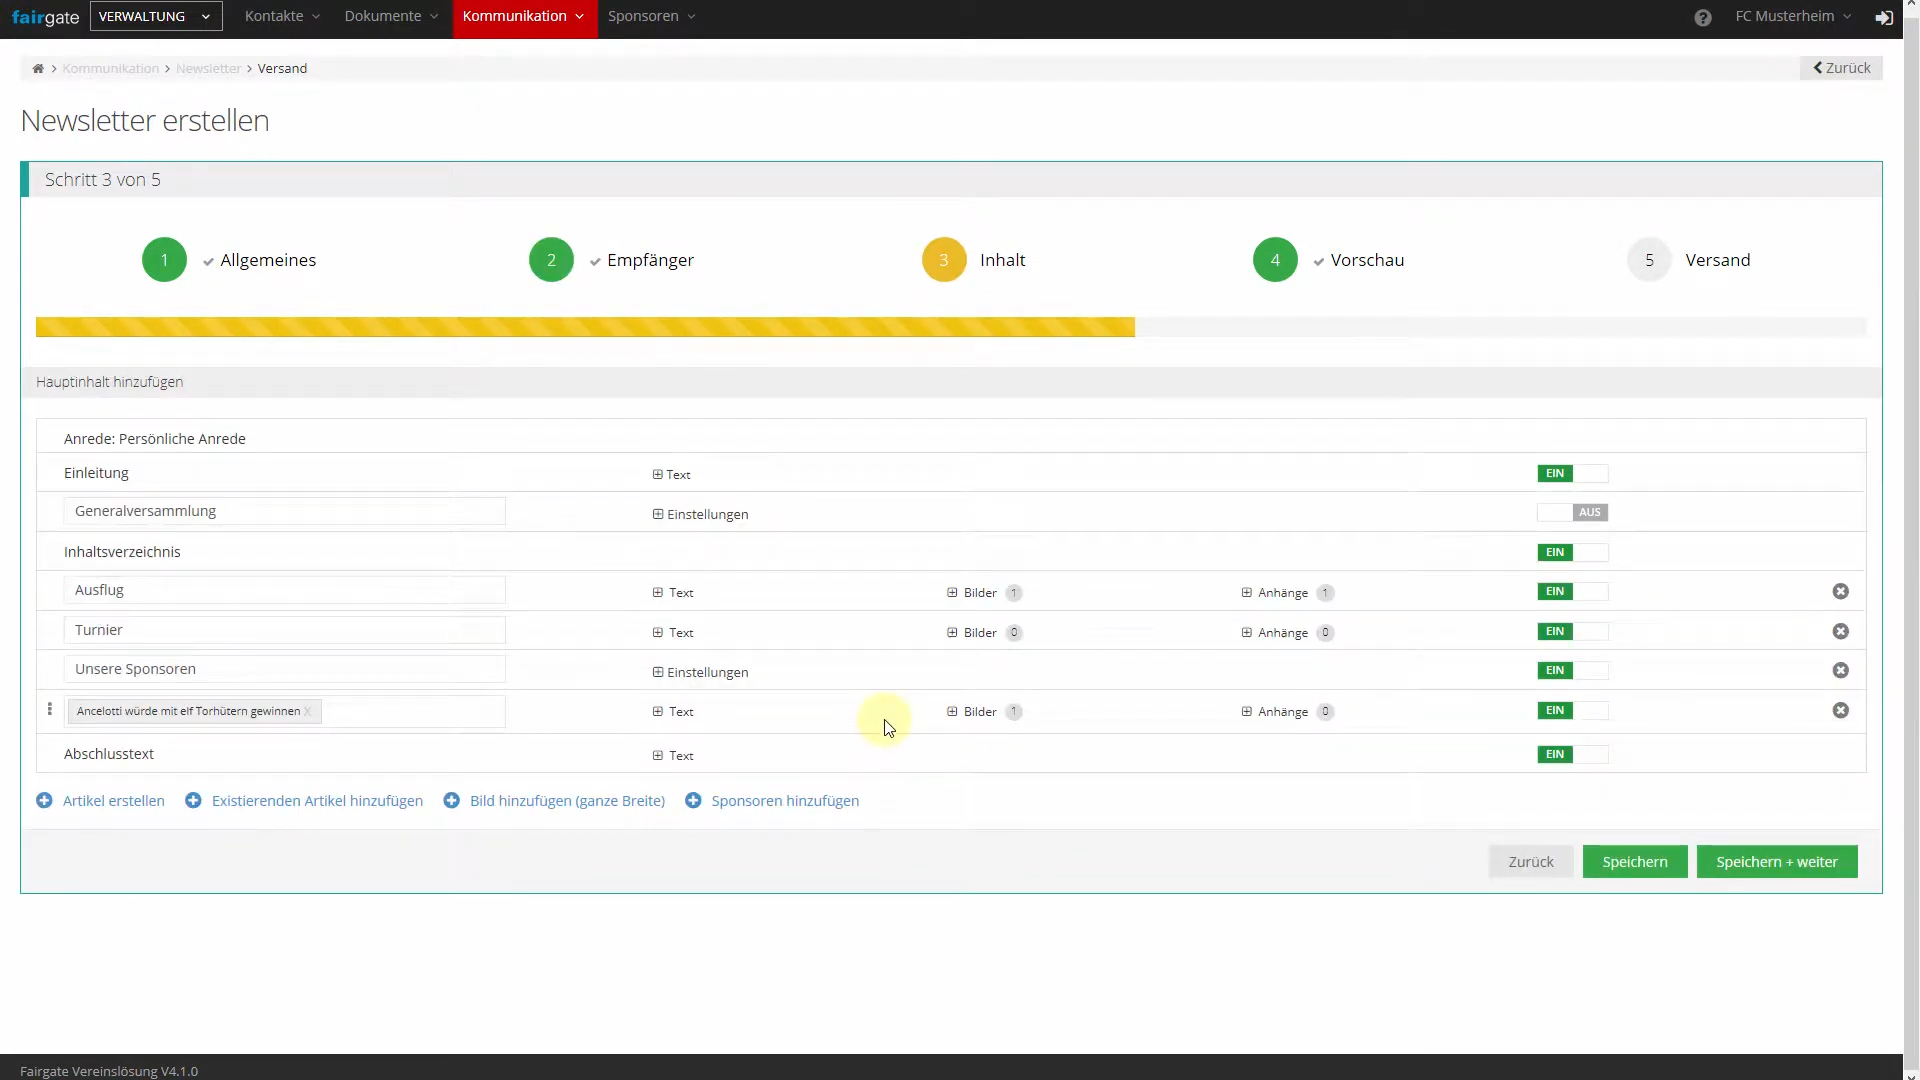 fairgate VERWALTUNG Kontakte Dokumente Kommunikation Sponsoren ? FC Musterheim
> Kommunikation > Newsletter > Versand Zurück
Newsletter erstellen
Schritt 3 von 5
1 Allgemeines 2 Empfänger 3 Inhalt 4 Vorschau 5 Versand
Hauptinhalt hinzufügen
Anrede: Persönliche Anrede
Einleitung Text EIN
Generalversammlung Einstellungen AUS
Inhaltsverzeichnis EIN
Ausflug Text Bilder 1 Anhänge 1 EIN
Turnier Text Bilder 0 Anhänge 0 EIN
Unsere Sponsoren Einstellungen EIN
Ancelotti würde mit elf Torhütern gewinnen x Text Bilder 1 Anhänge 0 EIN
Abschlusstext Text EIN
Artikel erstellen Existierenden Artikel hinzufügen Bild hinzufügen (ganze Breite) Sponsoren hinzufügen
Zurück Speichern Speichern + weiter
Fairgate Vereinslösung V4.1.0